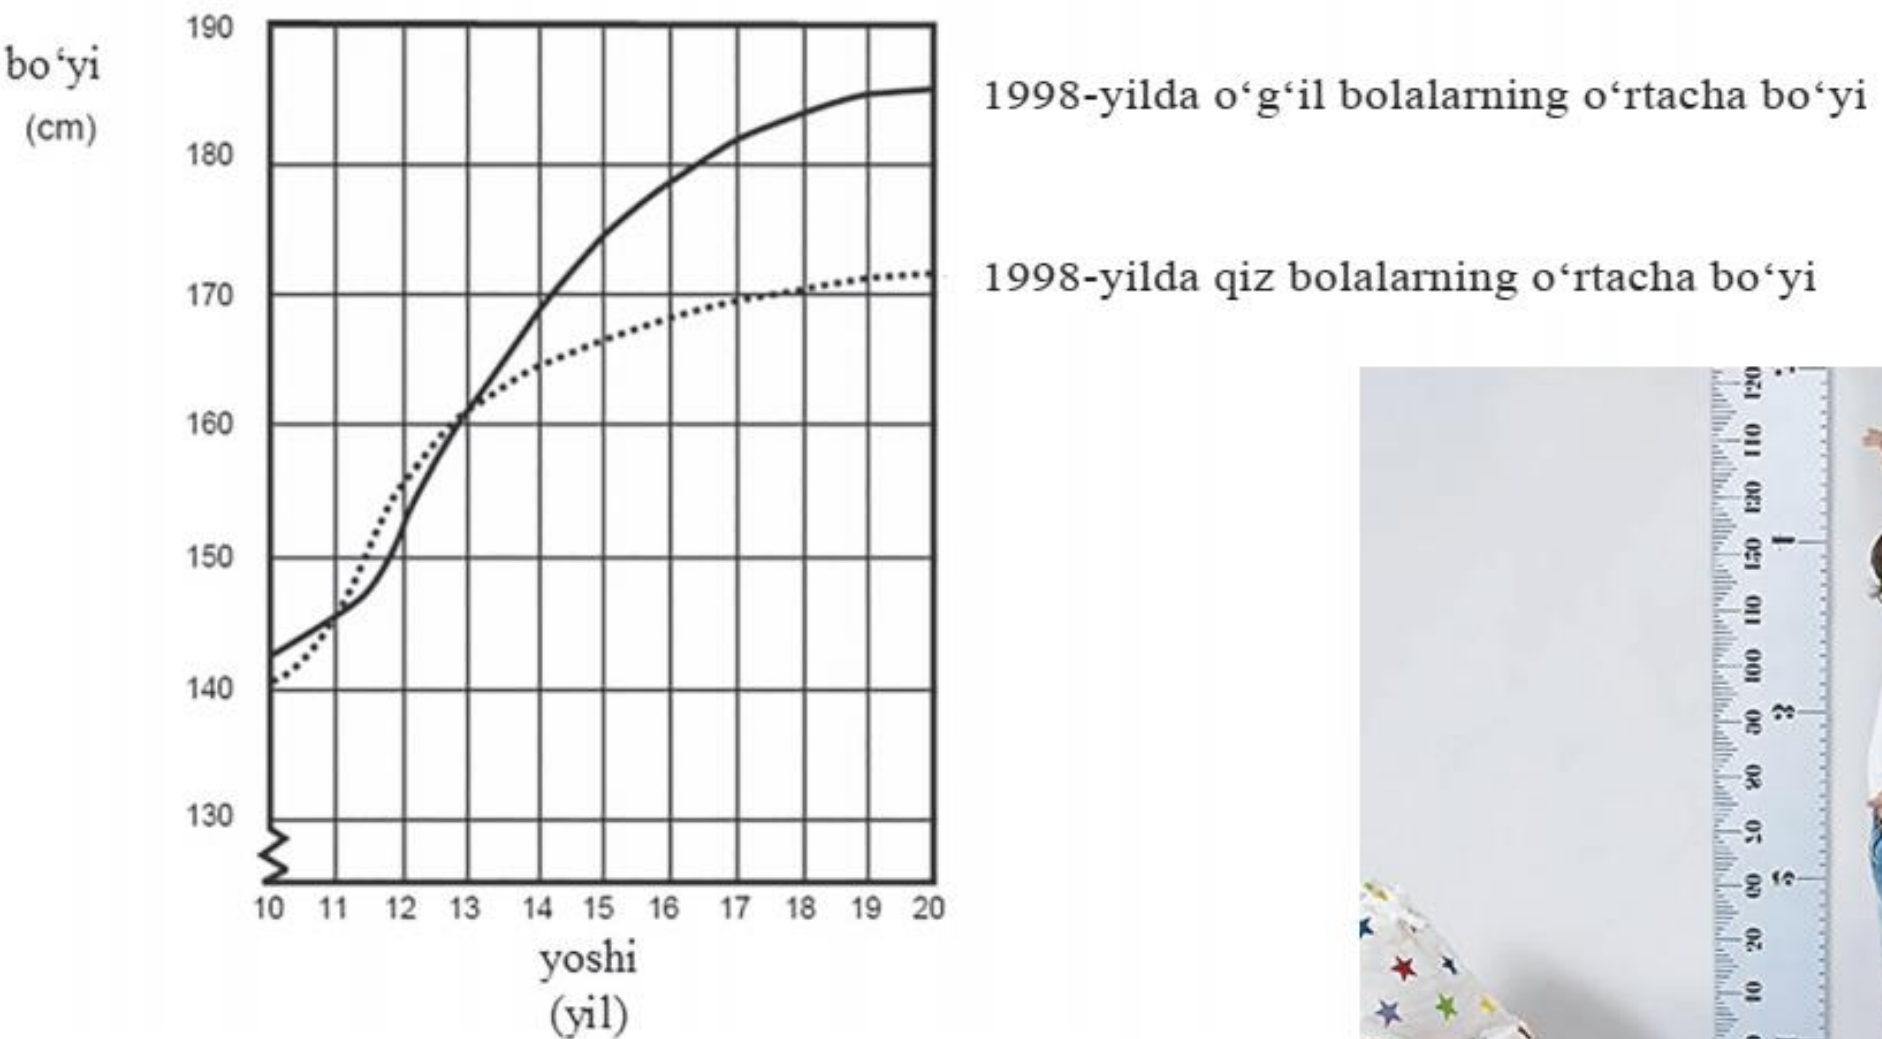 bo‘yi
(cm)
190
180
170
160
150
140
130
10 11 12 13 14 15 16 17 18 19 20
yoshi
(yil)
1998-yilda o‘g‘il bolalarning o‘rtacha bo‘yi
1998-yilda qiz bolalarning o‘rtacha bo‘yi